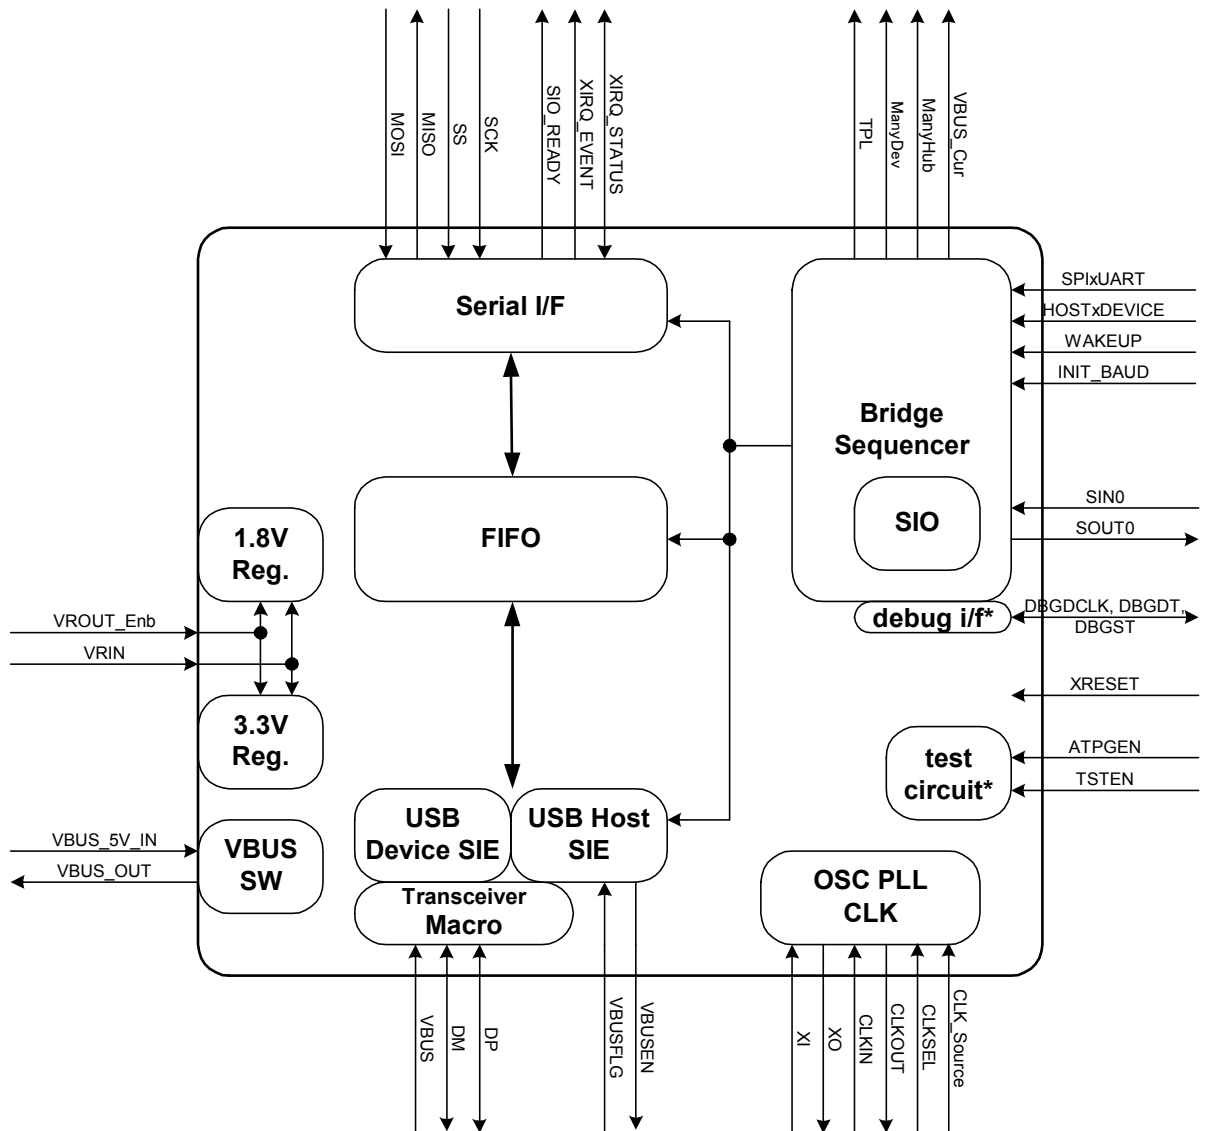 MOSI
MISO
SS
SCK
SIO_READY
XIRQ_EVENT
XIRQ_STATUS
TPL
ManyDev
ManyHub
VBUS_Cur
Serial I/F
SPIxUART
HOSTxDEVICE
WAKEUP
INIT_BAUD
Bridge
Sequencer
SIO
SIN0
SOUT0
FIFO
1.8V
Reg.
debug i/f*
DBGDCLK, DBGDT,
DBGST
VROUT_Enb
VRIN
XRESET
3.3V
Reg.
test
circuit*
ATPGEN
TSTEN
VBUS_5V_IN
VBUS_OUT
VBUS
SW
USB
Device SIE
USB Host
SIE
Transceiver
Macro
OSC PLL
CLK
VBUS
DM
DP
VBUSFLG
VBUSEN
XI
XO
CLKIN
CLKOUT
CLKSEL
CLK_Source